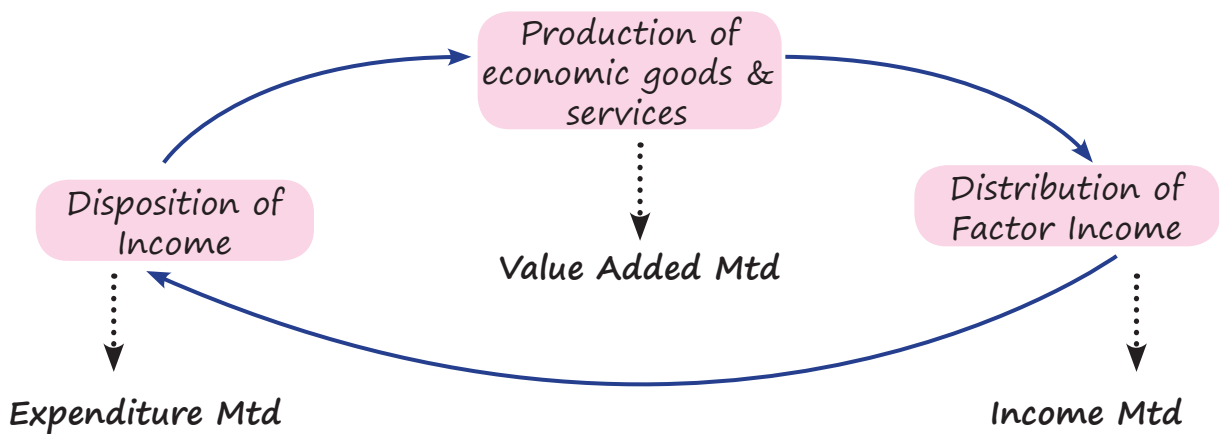 Production of
economic goods &
services
Disposition of
Income
Distribution of
Factor Income
Value Added Mtd
Expenditure Mtd
Income Mtd